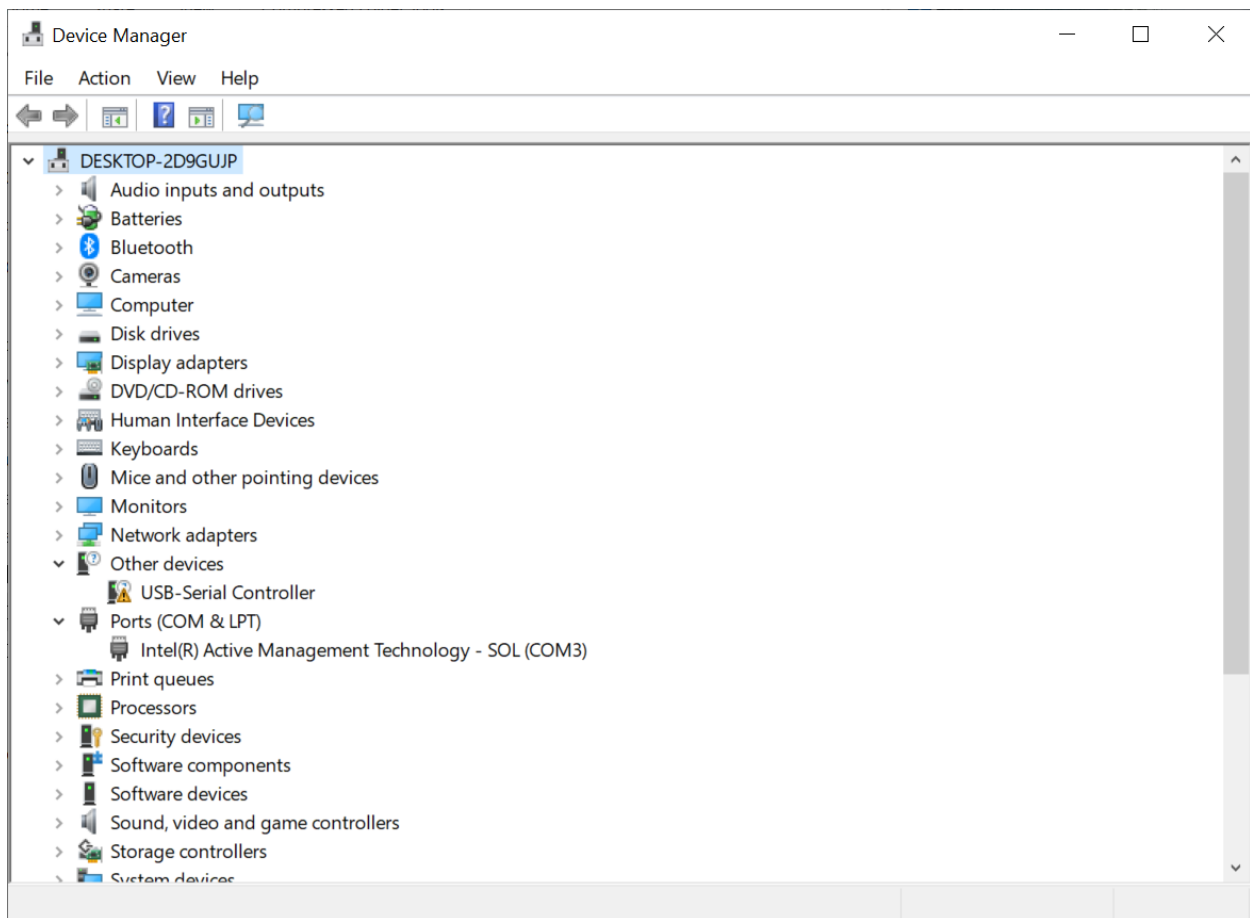 Device Manager
File Action View Help
DESKTOP-2D9GUJP
Audio inputs and outputs
Batteries
Bluetooth
Cameras
Computer
Disk drives
Display adapters
DVD/CD-ROM drives
Human Interface Devices
Keyboards
Mice and other pointing devices
Monitors
Network adapters
Other devices
USB-Serial Controller
Ports (COM & LPT)
Intel(R) Active Management Technology - SOL (COM3)
Print queues
Processors
Security devices
Software components
Software devices
Sound, video and game controllers
Storage controllers
System devices